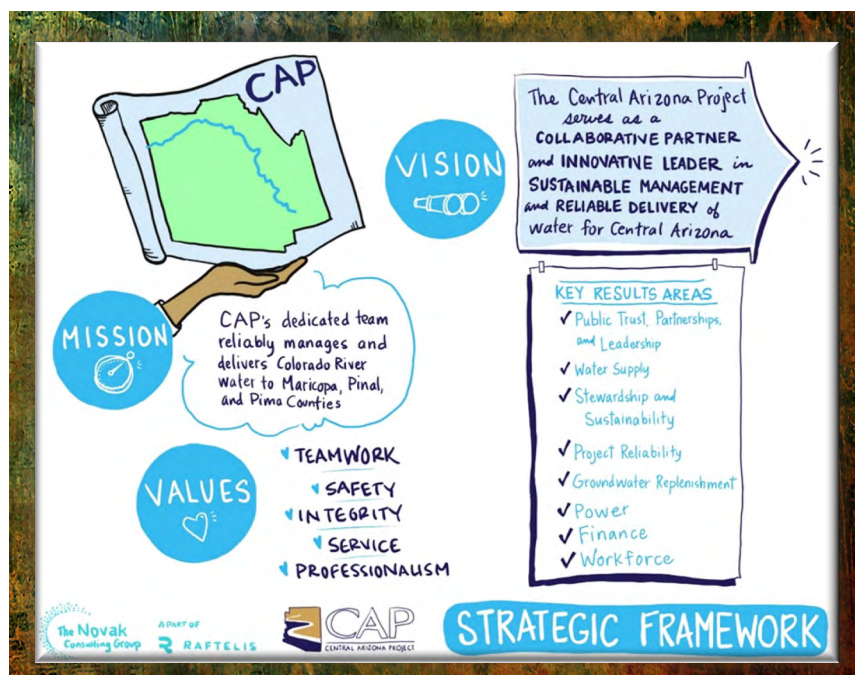 CAP
VISION
The Central Arizona Project
serves as a
COLLABORATIVE PARTNER
and INNOVATIVE LEADER in
SUSTAINABLE MANAGEMENT
and RELIABLE DELIVERY of
water for Central Arizona
MISSION
CAP's dedicated team
reliably manages and
delivers Colorado River
water to Maricopa, Pinal,
and Pima Counties
KEY RESULTS AREAS
✓ Public Trust, Partnerships,
and Leadership
✓ Water Supply
✓ Stewardship and
Sustainability
✓ Project Reliability
✓ Groundwater Replenishment
✓ Power
✓ Finance
✓ Workforce
VALUES
TEAMWORK
SAFETY
INTEGRITY
SERVICE
PROFESSIONALISM
The Novak
Consulting Group
A PART OF
RAFTELIS
CAP
CENTRAL ARIZONA PROJECT
STRATEGIC FRAMEWORK